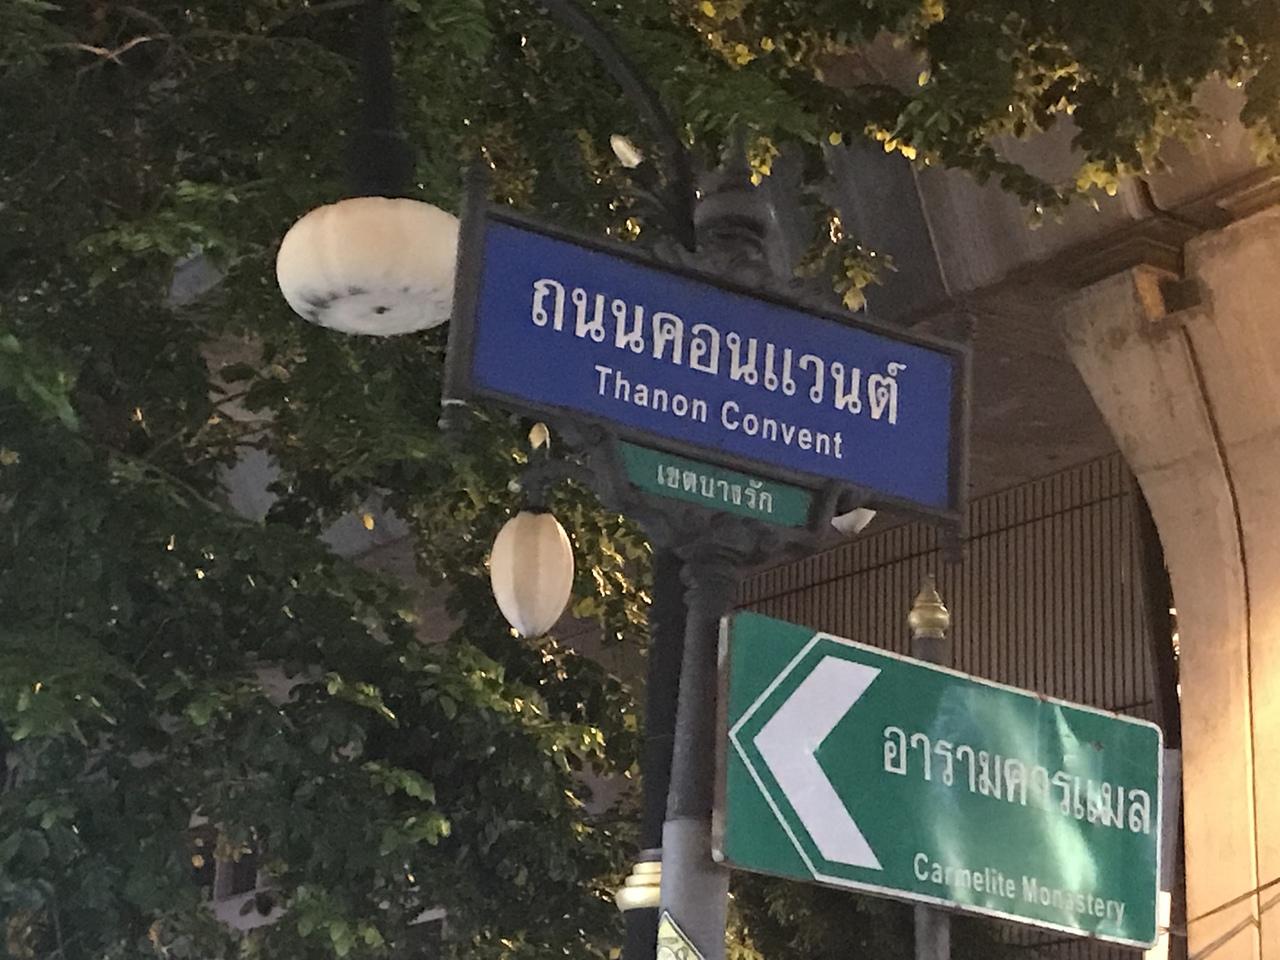 ถนนคอนแวนต์
Thanon Convent
เขตบางรัก
อารามคาร์แมล
Carmelite Monastery